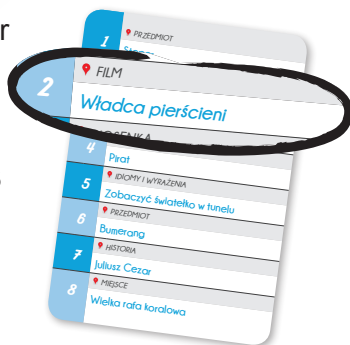 r
1
PRZEDMIOT
2
FILM
Władca pierścieni
4
Pirat
5
IDIOMY I WYRAŻENIA
Zobaczyć światełko w tunelu
6
PRZEDMIOT
Bumerang
7
HISTORIA
Juliusz Cezar
8
MIEJSCE
Wielka rafa koralowa